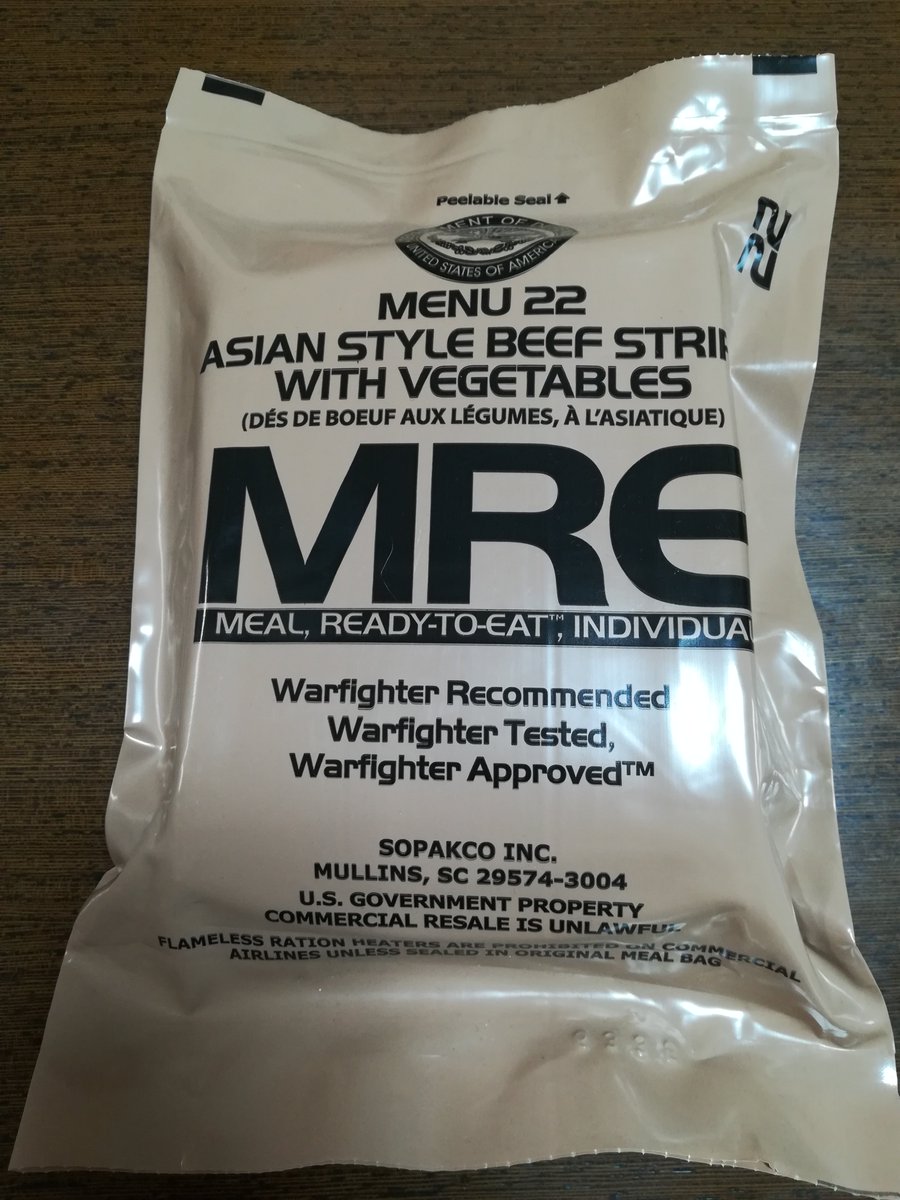 Peelable Seal
MENT OF
UNITED STATES OF AMERICA
22
MENU 22
ASIAN STYLE BEEF STRIP
WITH VEGETABLES
(DÉS DE BOEUF AUX LÉGUMES, À L'ASIATIQUE)
MRE
MEAL, READY-TO-EAT™, INDIVIDUAL
Warfighter Recommended
Warfighter Tested,
Warfighter Approved™
SOPAKCO INC.
MULLINS, SC 29574-3004
U.S. GOVERNMENT PROPERTY
COMMERCIAL RESALE IS UNLAWFUL
FLAMELESS RATION HEATERS ARE PROHIBITED ON COMMERCIAL
AIRLINES UNLESS SEALED IN ORIGINAL MEAL BAG